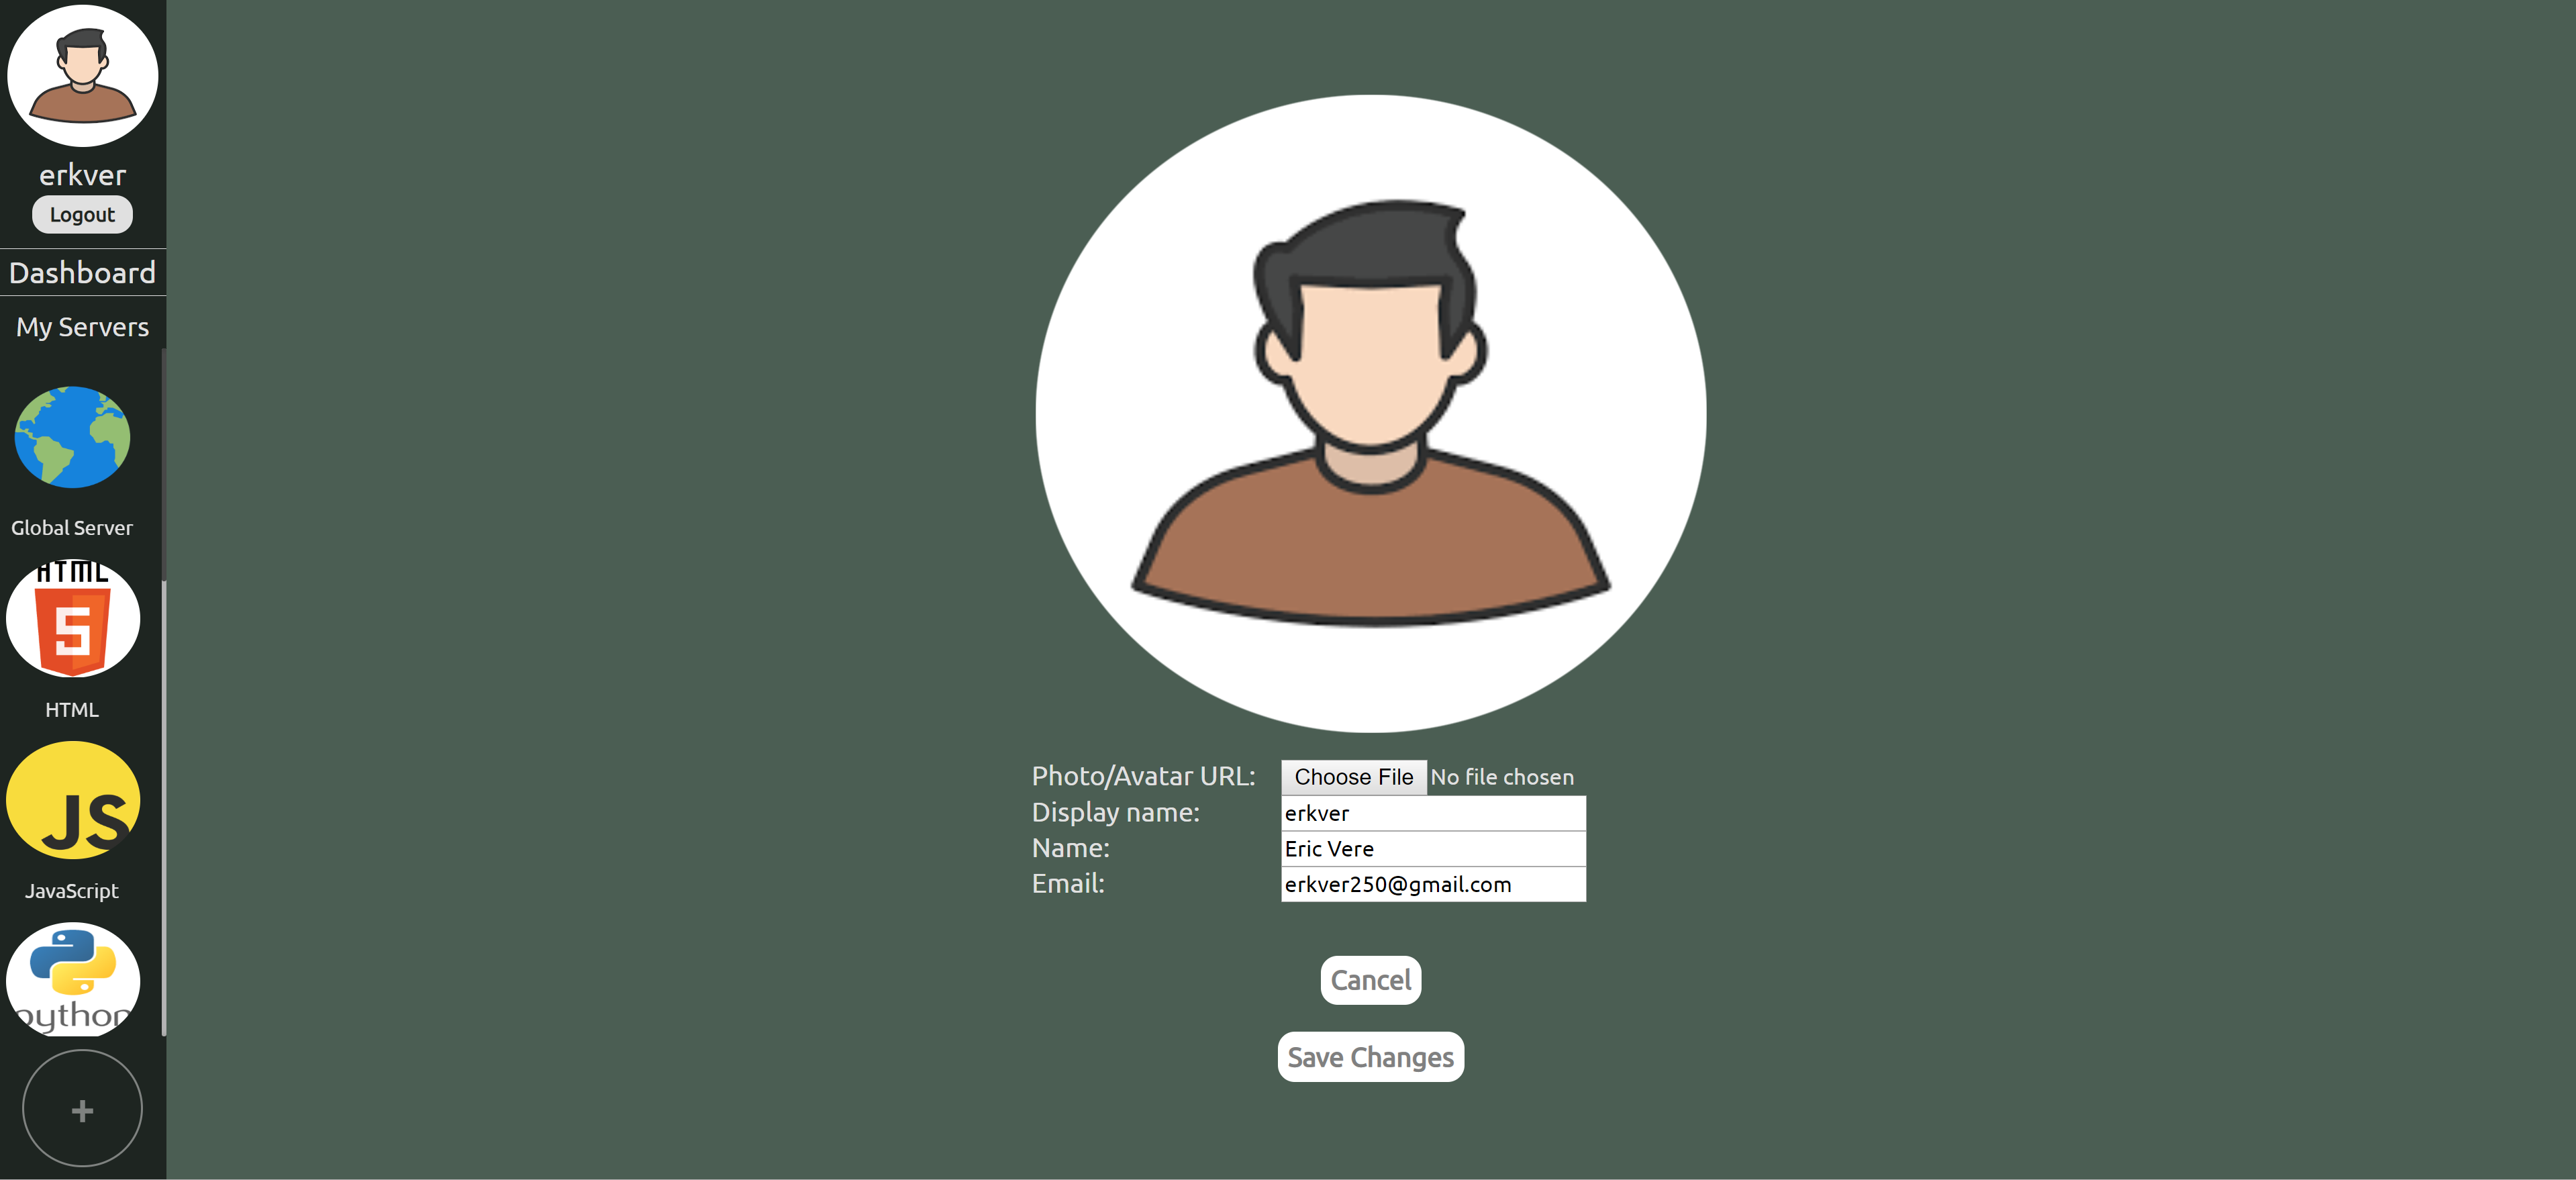 erkver
Logout
Dashboard
My Servers
Global Server
HTML
5
HTML
JS
JavaScript
python
+
Photo/Avatar URL: Choose File No file chosen
Display name: erkver
Name: Eric Vere
Email: erkver250@gmail.com
Cancel
Save Changes